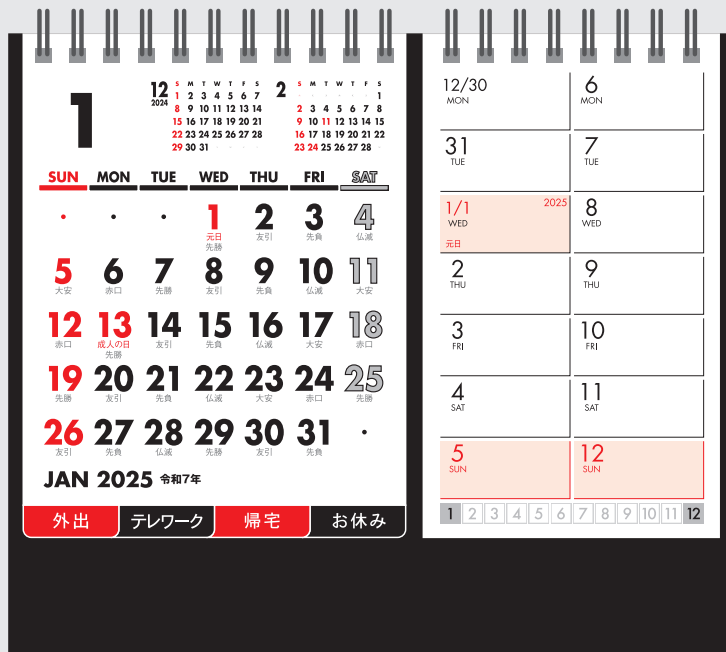 1
12
2024
S M T W T F S
1 2 3 4 5 6 7
8 9 10 11 12 13 14
15 16 17 18 19 20 21
22 23 24 25 26 27 28
29 30 31
2
S M T W T F S
1
2 3 4 5 6 7 8
9 10 11 12 13 14 15
16 17 18 19 20 21 22
23 24 25 26 27 28
SUN MON TUE WED THU FRI SAT
1 2 3 4
元日
先勝 友引 先負 仏滅
5 6 7 8 9 10 11
大安 赤口 先勝 友引 先負 仏滅 大安
12 13 14 15 16 17 18
赤口 成人の日 友引 先負 仏滅 大安 赤口
先勝
19 20 21 22 23 24 25
先勝 友引 先負 仏滅 大安 赤口 先勝
26 27 28 29 30 31
友引 先負 仏滅 先勝 友引 先負
JAN 2025 令和7年
外出 テレワーク 帰宅 お休み
12/30
MON
31
TUE
1/1 2025
WED
元日
2
THU
3
FRI
4
SAT
5
SUN
6
MON
7
TUE
8
WED
9
THU
10
FRI
11
SAT
12
SUN
1 2 3 4 5 6 7 8 9 10 11 12